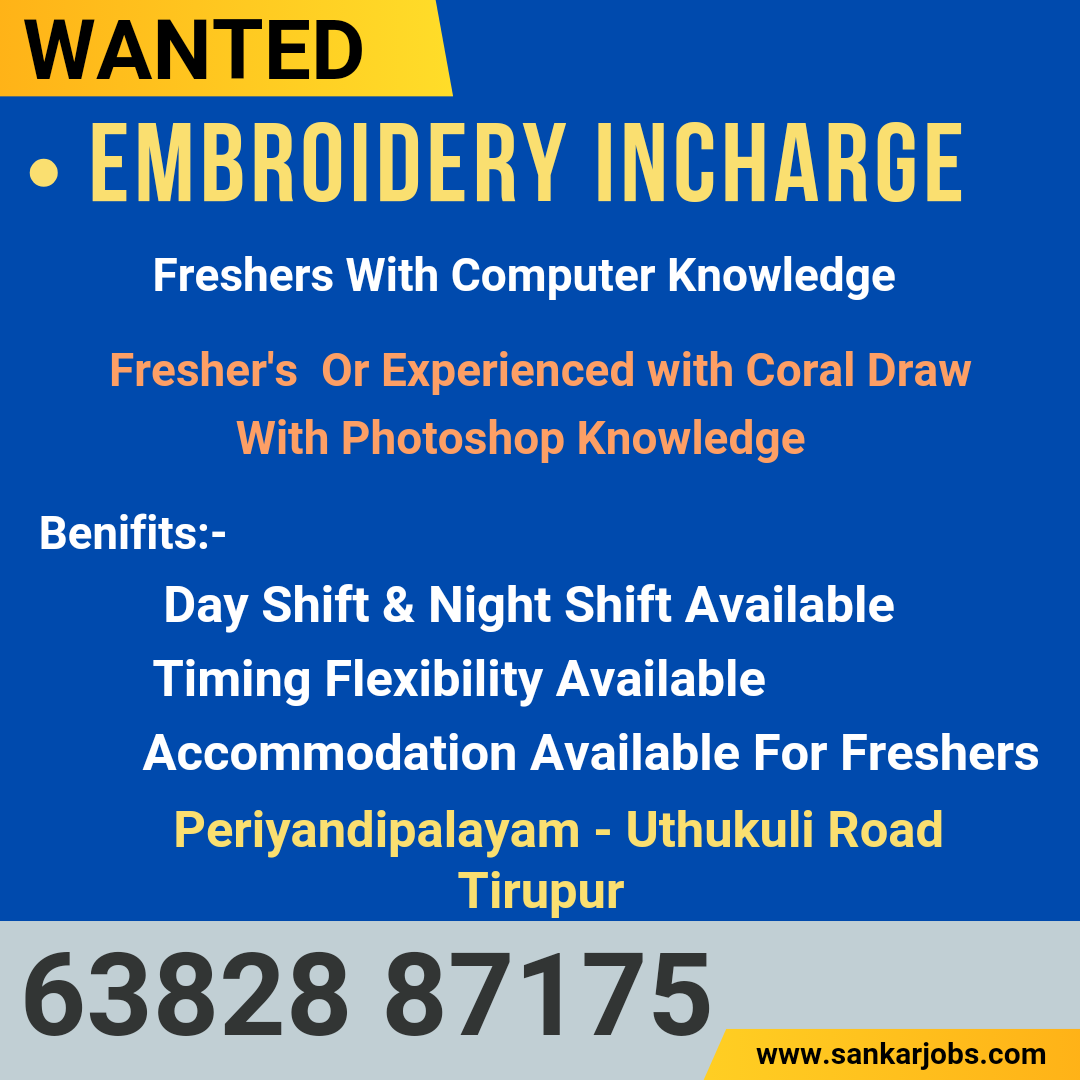 WANTED
• EMBROIDERY INCHARGE
Freshers With Computer Knowledge
Fresher's  Or Experienced with Coral Draw
With Photoshop Knowledge
Benifits:-
Day Shift & Night Shift Available
Timing Flexibility Available
Accommodation Available For Freshers
Periyandipalayam - Uthukuli Road
Tirupur
63828 87175
www.sankarjobs.com